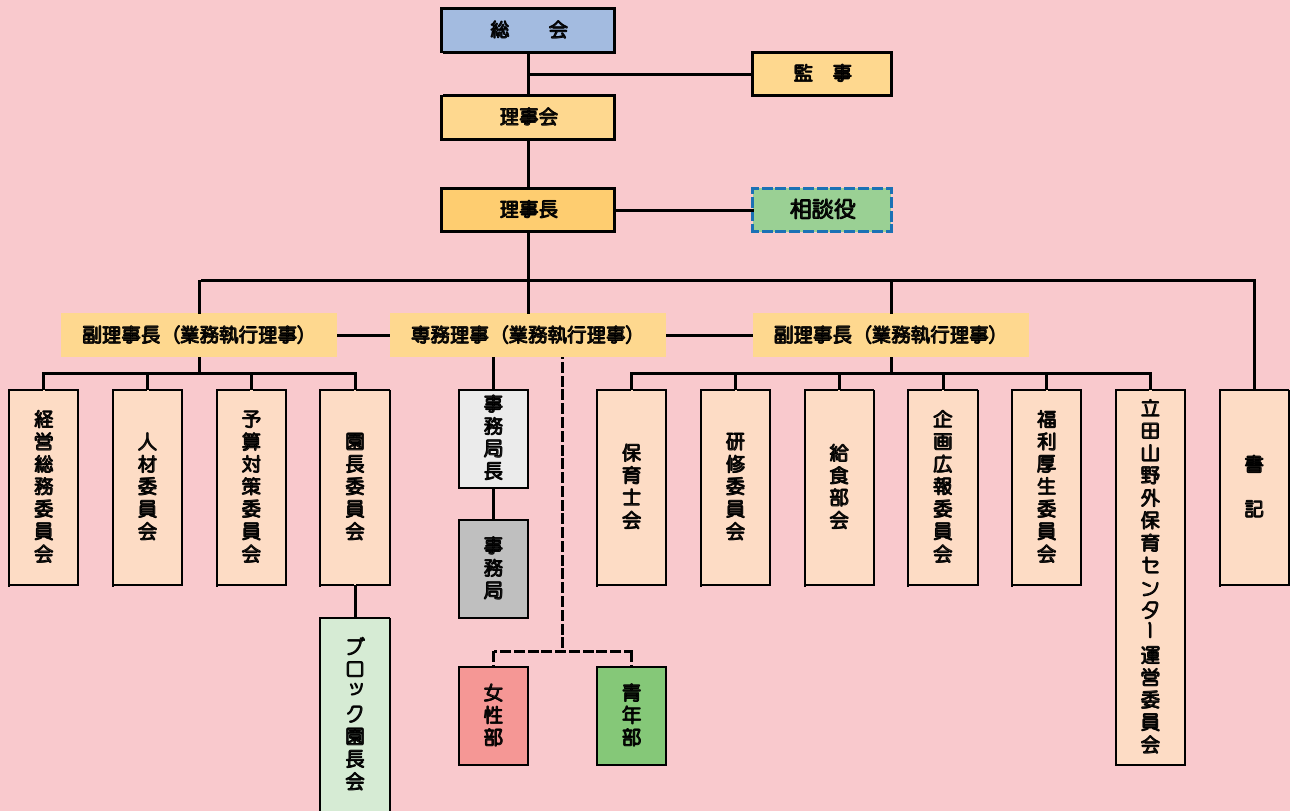 総　会
監　事
理事会
理事長
相談役
副理事長（業務執行理事）
専務理事（業務執行理事）
副理事長（業務執行理事）
経営総務委員会
人材委員会
予算対策委員会
園長委員会
事務局長
保育士会
研修委員会
給食部会
企画広報委員会
福利厚生委員会
立田山野外保育センター運営委員会
書　記
事務局
ブロック園長会
女性部
青年部